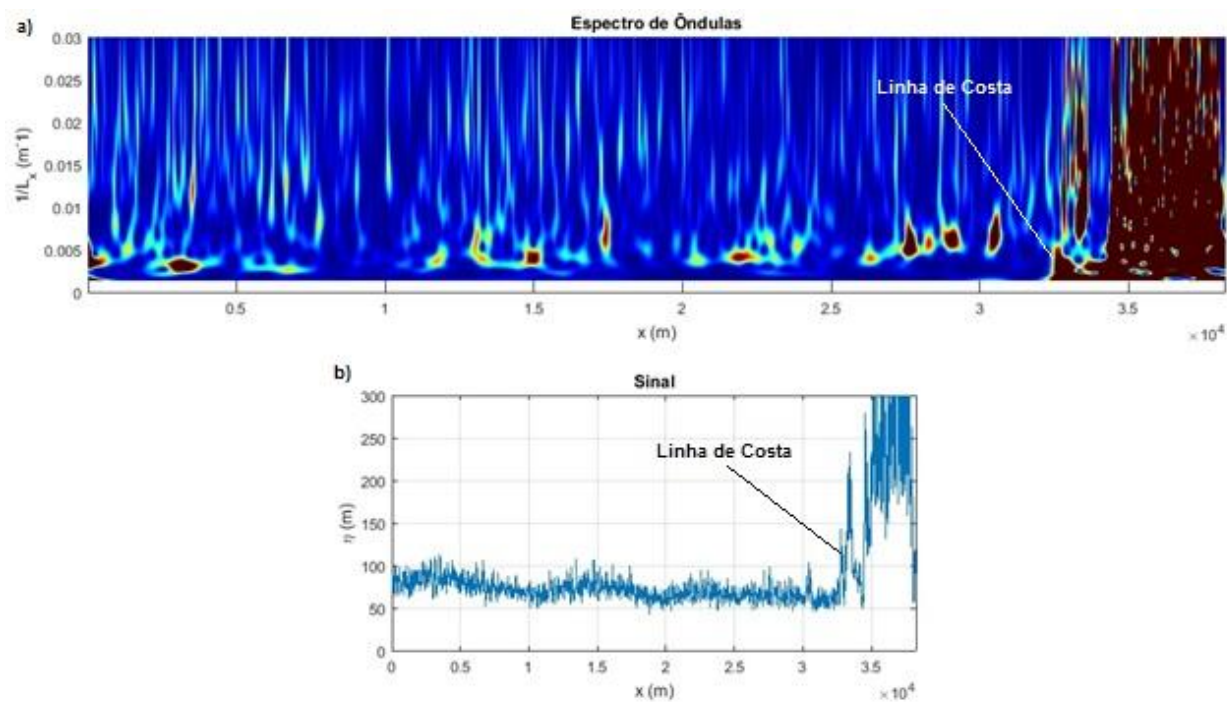 a)
Espectro de Ôndulas
0.03
0.025
0.02
0.015
0.01
0.005
0
1/L_x (m^-1)
Linha de Costa
0.5 1 1.5 2 2.5 3 3.5
x (m)
×10^4
b)
Sinal
300
250
200
150
100
50
0
η (m)
Linha de Costa
0 0.5 1 1.5 2 2.5 3 3.5
x (m)
×10^4